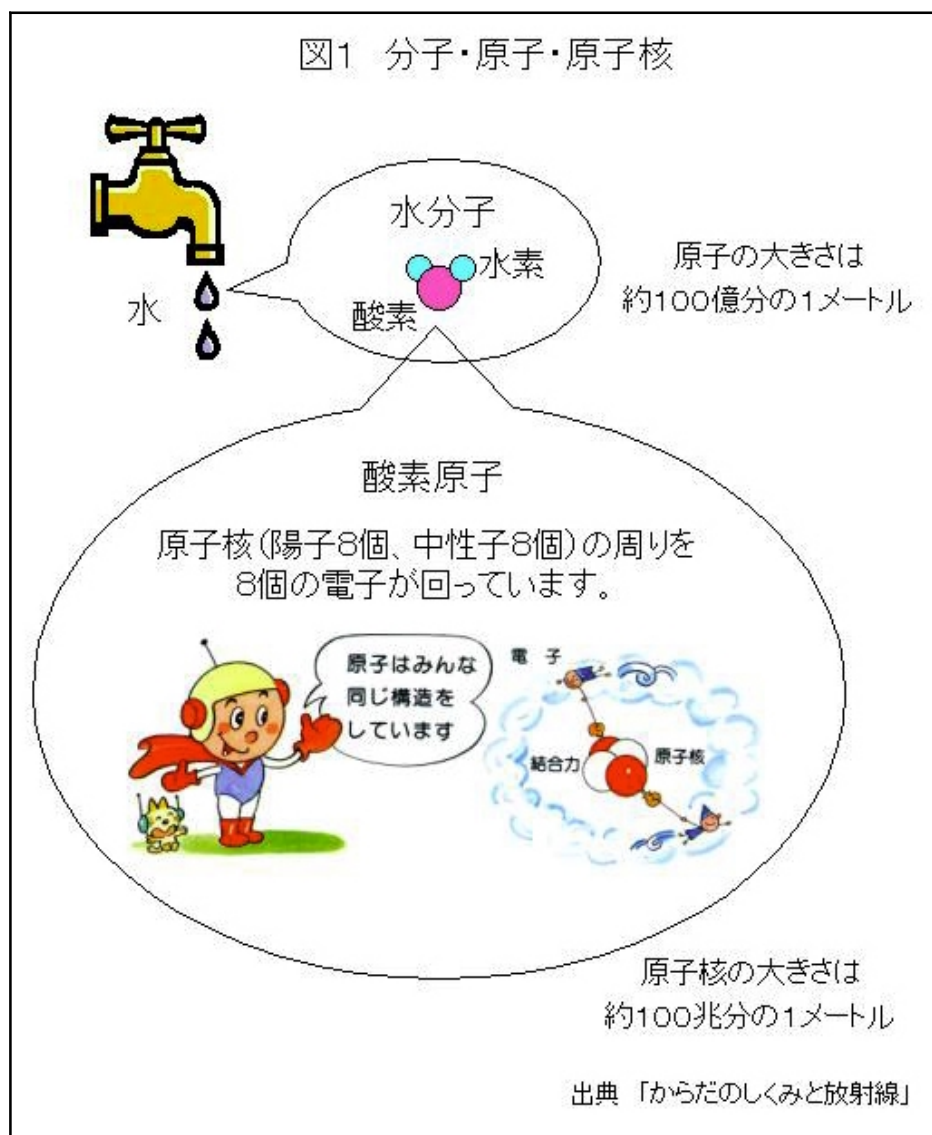 図1 分子・原子・原子核
水分子
水素
酸素
水
原子の大きさは
約100億分の1メートル
酸素原子
原子核(陽子8個、中性子8個)の周りを
8個の電子が回っています。
原子はみんな
同じ構造を
しています
電 子
結合力
原子核
原子核の大きさは
約100兆分の1メートル
出典 「からだのしくみと放射線」